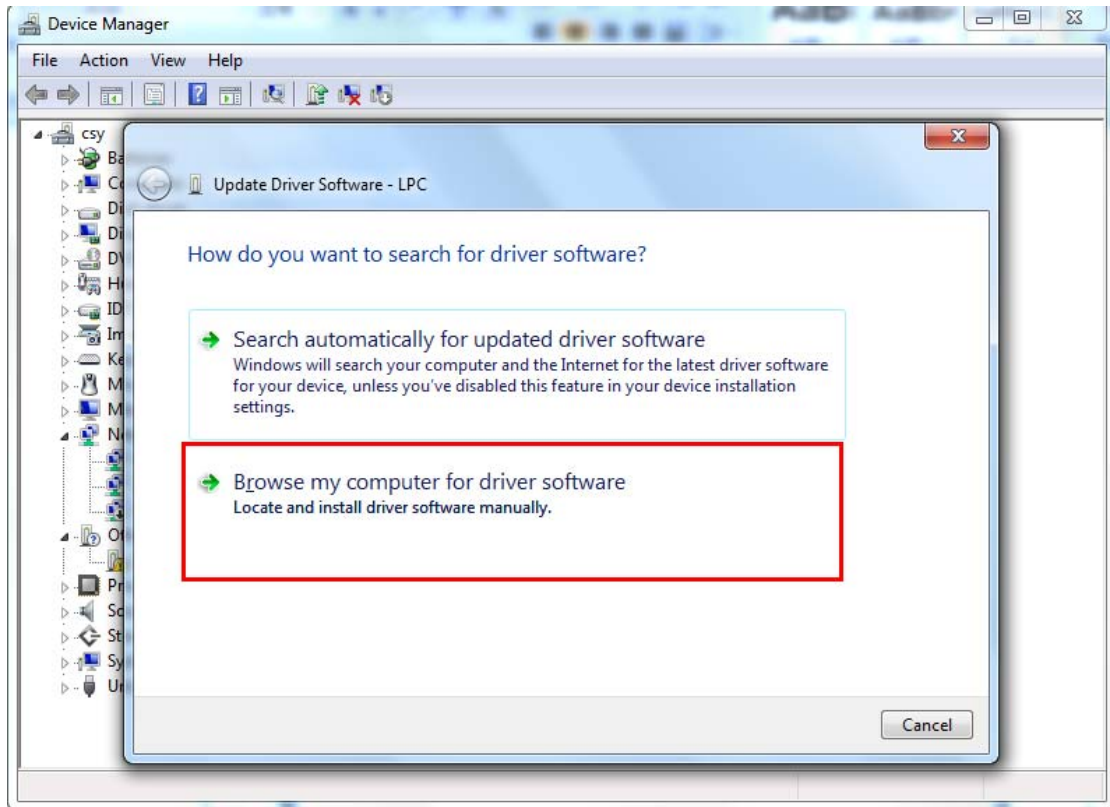 Device Manager
File Action View Help
csy
Update Driver Software - LPC
How do you want to search for driver software?
Search automatically for updated driver software
Windows will search your computer and the Internet for the latest driver software
for your device, unless you've disabled this feature in your device installation
settings.
Browse my computer for driver software
Locate and install driver software manually.
Cancel